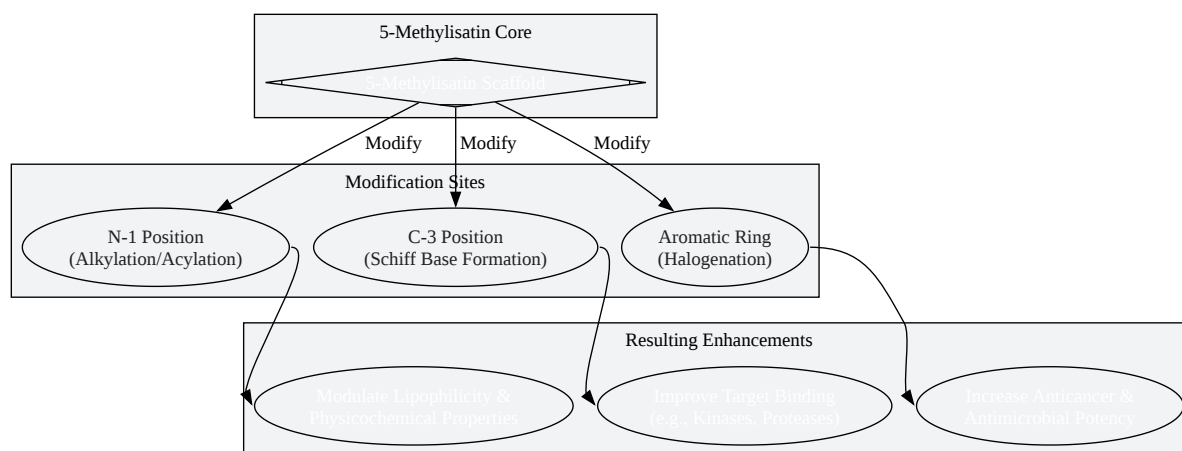 5-Methylisatin Core
5-Methylisatin Scaffold
Modify
Modify
Modify
Modification Sites
N-1 Position
(Alkylation/Acylation)
C-3 Position
(Schiff Base Formation)
Aromatic Ring
(Halogenation)
Resulting Enhancements
Modulate Lipophilicity &
Physicochemical Properties
Improve Target Binding
(e.g., Kinases, Proteases)
Increase Anticancer &
Antimicrobial Potency